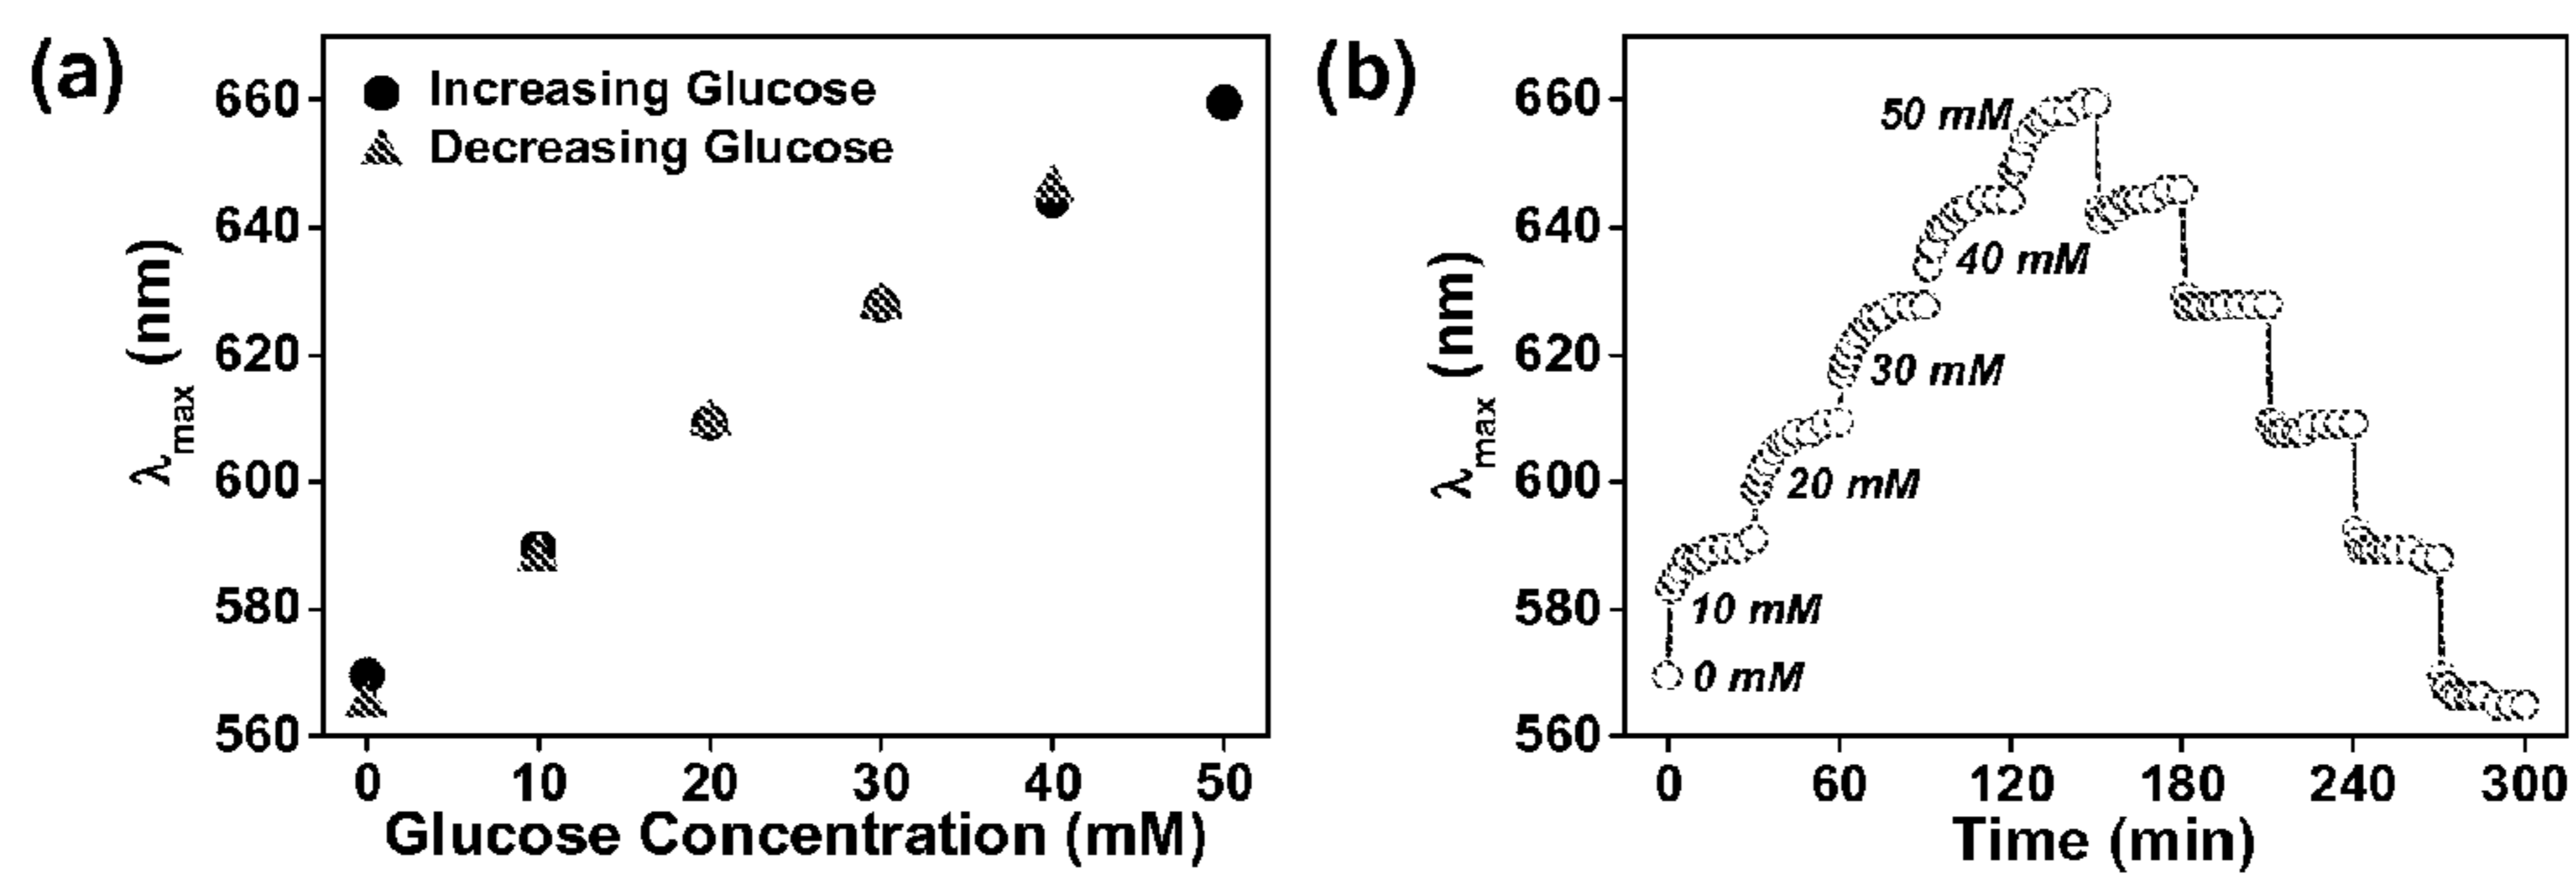 (a)
Increasing Glucose
Decreasing Glucose
660
640
620
600
580
560
λmax (nm)
0 10 20 30 40 50
Glucose Concentration (mM)
(b)
660
640
620
600
580
560
λmax (nm)
50 mM
40 mM
30 mM
20 mM
10 mM
0 mM
0 60 120 180 240 300
Time (min)